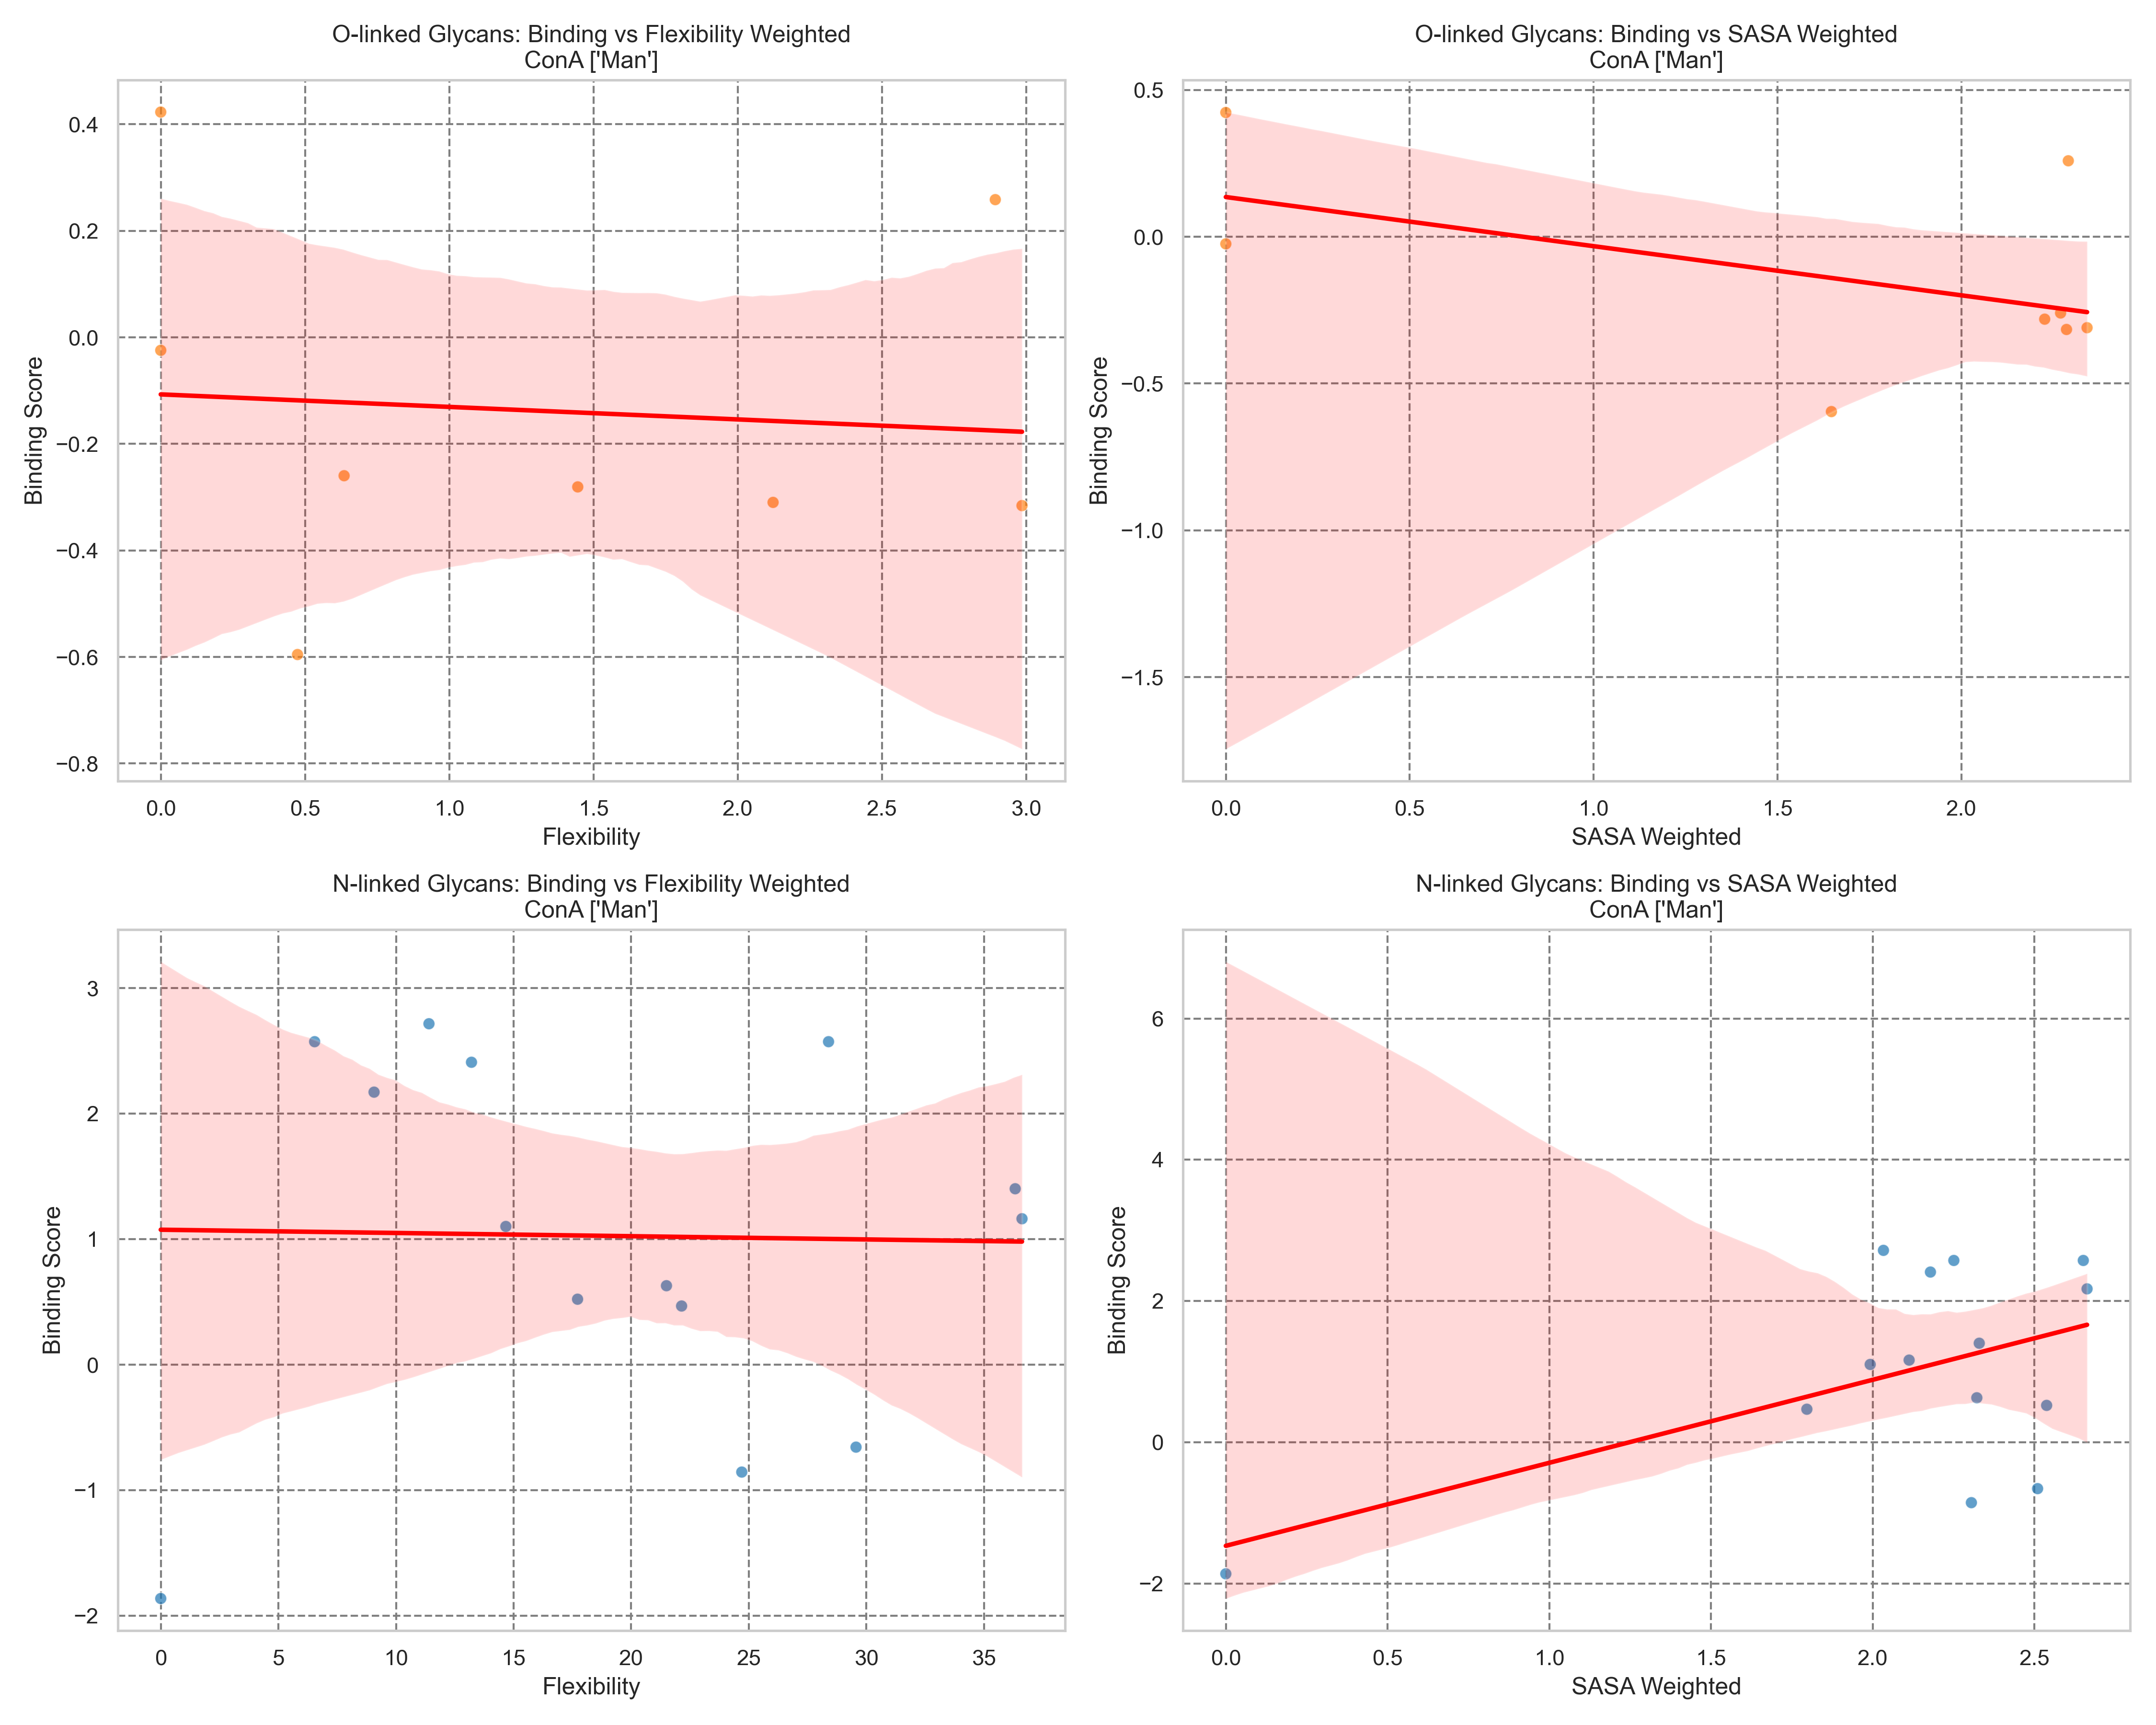 O-linked Glycans: Binding vs Flexibility Weighted
ConA ['Man']
Binding Score
0.4
0.2
0.0
−0.2
−0.4
−0.6
−0.8
0.0 0.5 1.0 1.5 2.0 2.5 3.0
Flexibility
O-linked Glycans: Binding vs SASA Weighted
ConA ['Man']
Binding Score
0.5
0.0
−0.5
−1.0
−1.5
0.0 0.5 1.0 1.5 2.0
SASA Weighted
N-linked Glycans: Binding vs Flexibility Weighted
ConA ['Man']
Binding Score
3
2
1
0
−1
−2
0 5 10 15 20 25 30 35
Flexibility
N-linked Glycans: Binding vs SASA Weighted
ConA ['Man']
Binding Score
6
4
2
0
−2
0.0 0.5 1.0 1.5 2.0 2.5
SASA Weighted